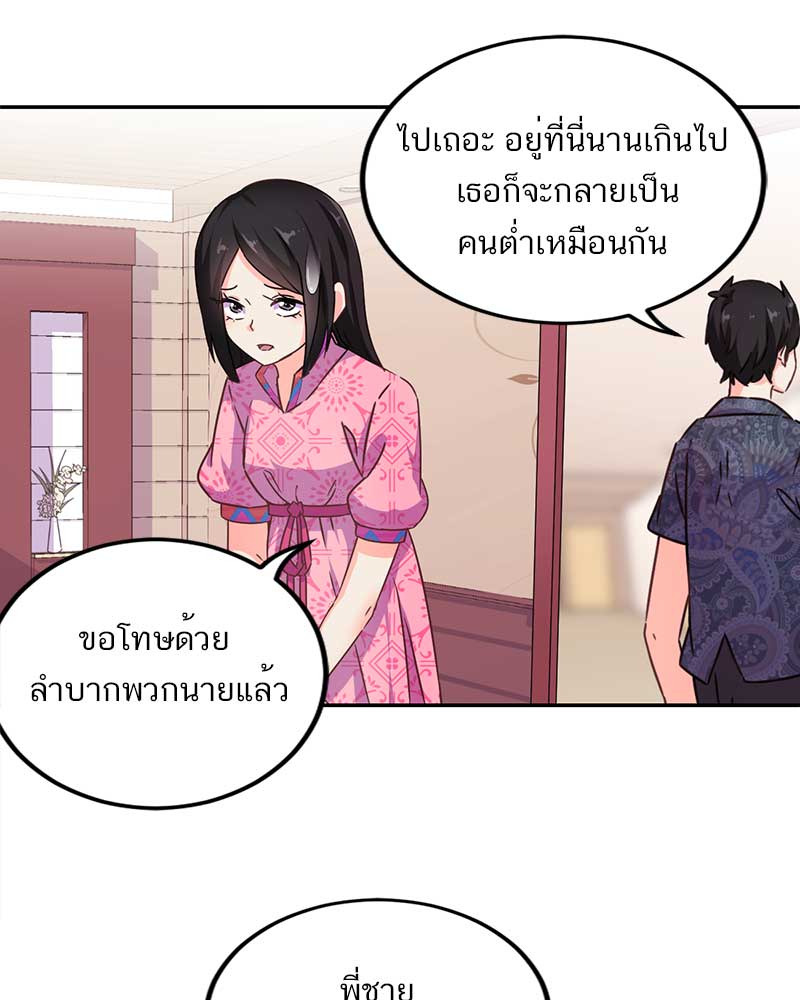 ไปเถอะ อยู่ที่นี่นานเกินไป
เธอก็จะกลายเป็น
คนต่ำเหมือนกัน
ขอโทษด้วย
ลำบากพวกนายแล้ว
พี่ชาย